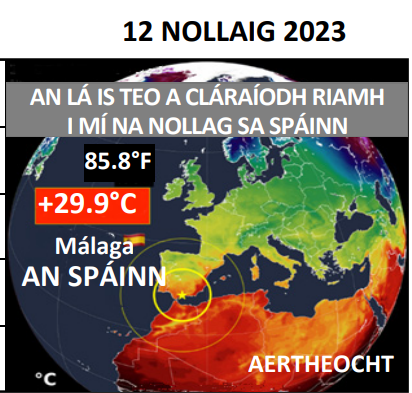 12 NOLLAIG 2023
AN LÁ IS TEO A CLÁRAÍODH RIAMH
I MÍ NA NOLLAG SA SPÁINN
85.8°F
+29.9°C
Málaga
AN SPÁINN
AERTHEOCHT
°C